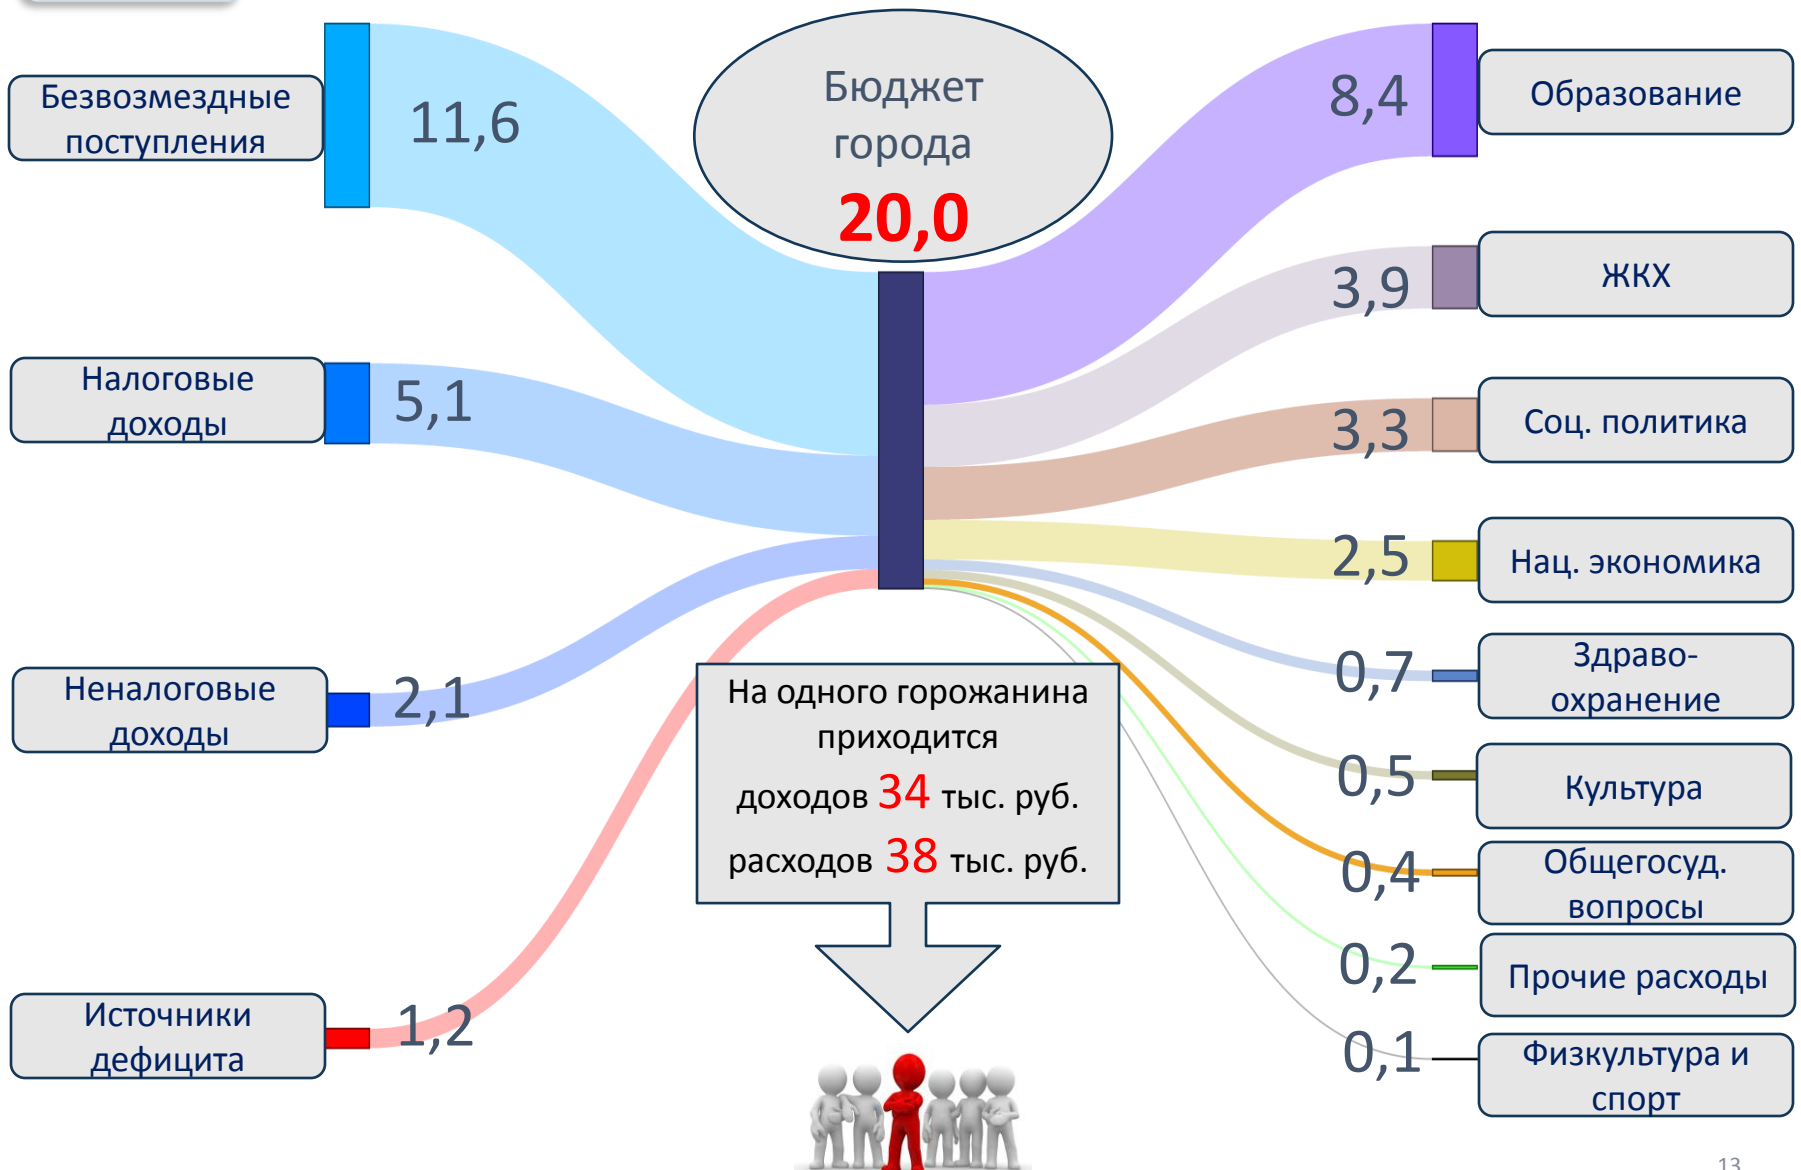 Безвозмездные
поступления
11,6
Налоговые
доходы
5,1
Неналоговые
доходы
2,1
Источники
дефицита
1,2
Бюджет
города
20,0
На одного горожанина
приходится
доходов 34 тыс. руб.
расходов 38 тыс. руб.
8,4
Образование
3,9
ЖКХ
3,3
Соц. политика
2,5
Нац. экономика
0,7
Здраво-
охранение
0,5
Культура
0,4
Общегосуд.
вопросы
0,2
Прочие расходы
0,1
Физкультура и
спорт
13